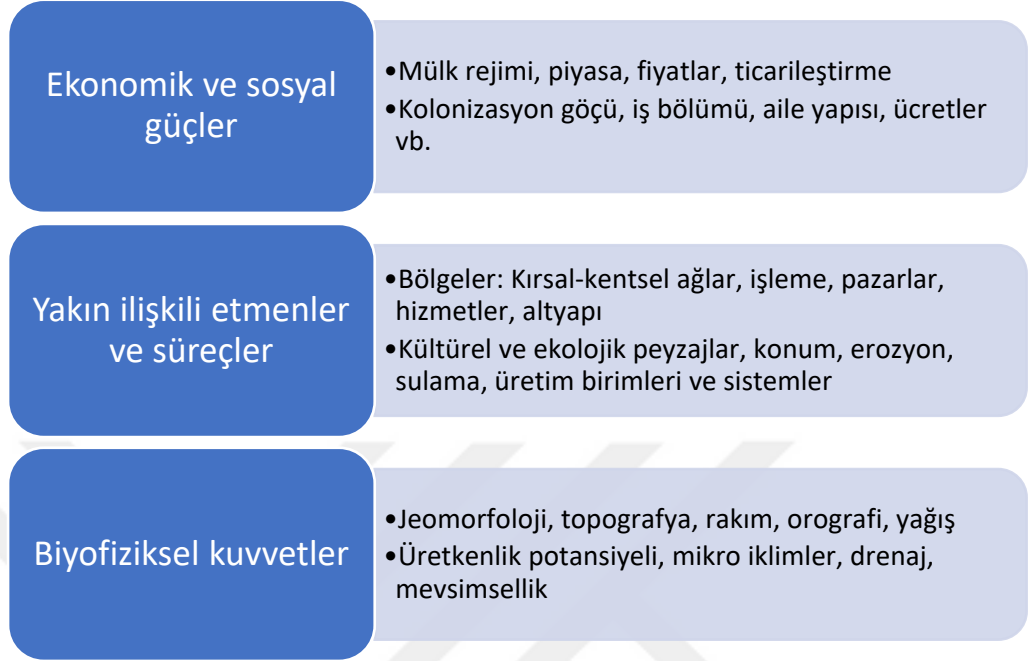 Ekonomik ve sosyal
güçler
•Mülk rejimi, piyasa, fiyatlar, ticarileştirme
•Kolonizasyon göçü, iş bölümü, aile yapısı, ücretler
vb.
Yakın ilişkili etmenler
ve süreçler
•Bölgeler: Kırsal-kentsel ağlar, işleme, pazarlar,
hizmetler, altyapı
•Kültürel ve ekolojik peyzajlar, konum, erozyon,
sulama, üretim birimleri ve sistemler
Biyofiziksel kuvvetler
•Jeomorfoloji, topografya, rakım, orografi, yağış
•Üretkenlik potansiyeli, mikro iklimler, drenaj,
mevsimsellik